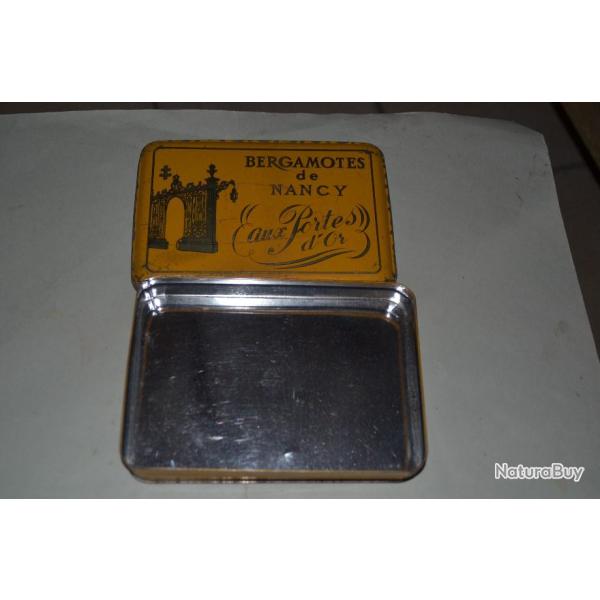 BERGAMOTES
de
NANCY
aux Portes
d'Or
NaturaBuy